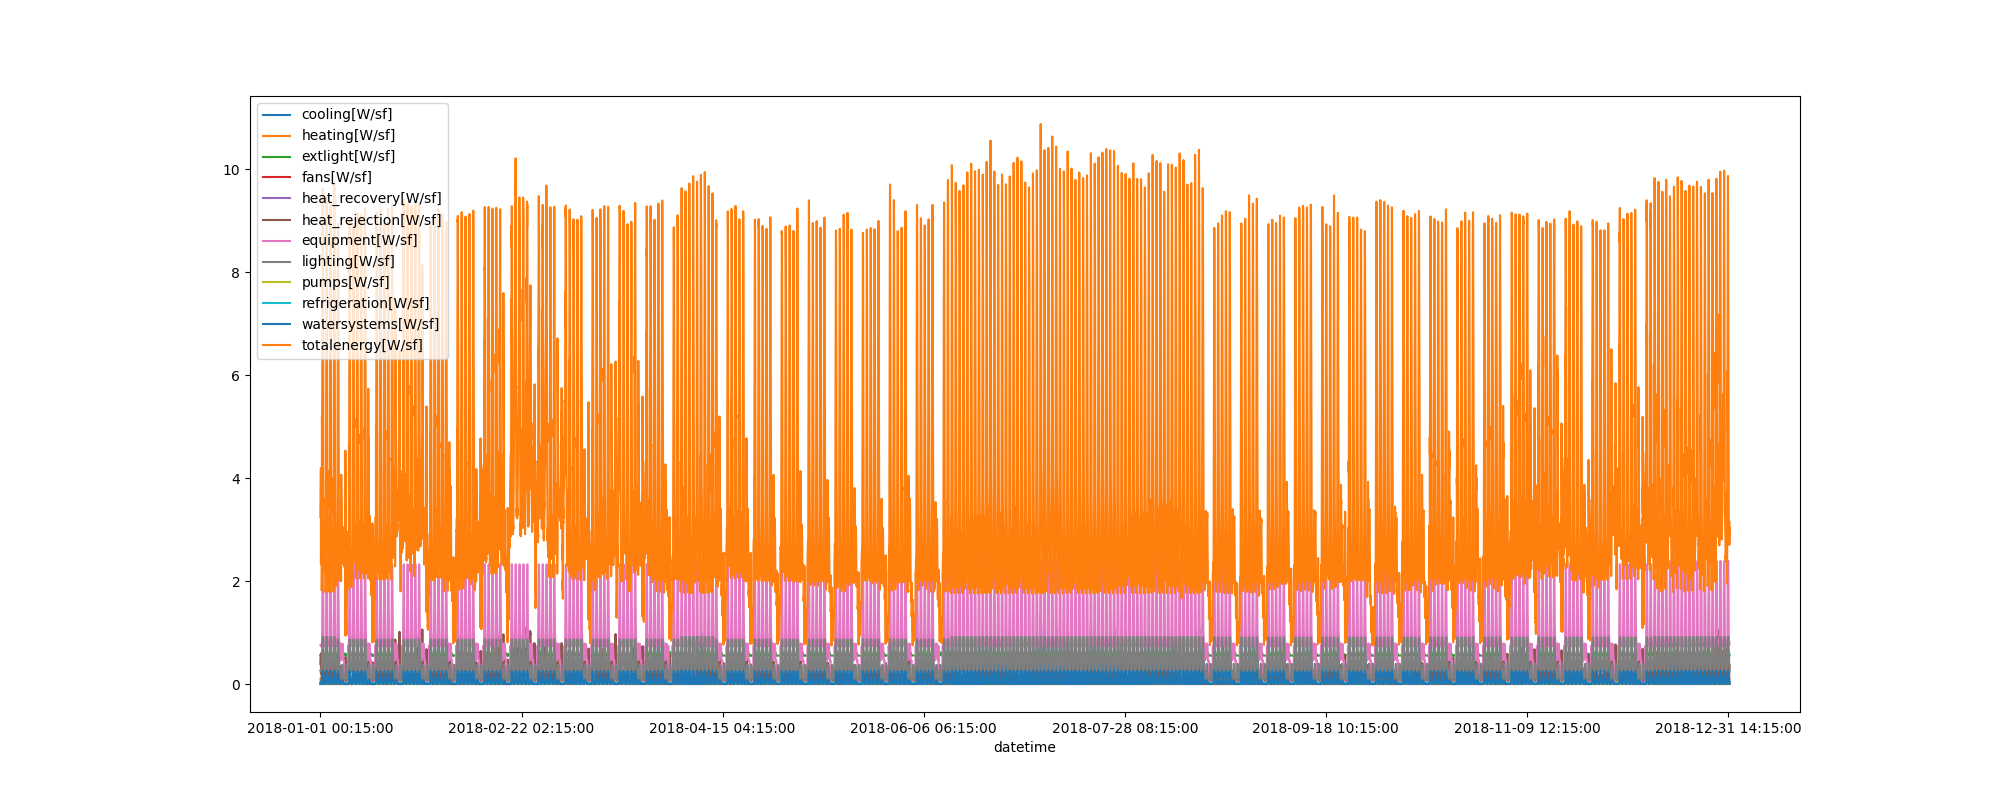 cooling[W/sf]
heating[W/sf]
extlight[W/sf]
fans[W/sf]
heat_recovery[W/sf]
heat_rejection[W/sf]
equipment[W/sf]
lighting[W/sf]
pumps[W/sf]
refrigeration[W/sf]
watersystems[W/sf]
totalenergy[W/sf]
10
8
6
4
2
0
2018-01-01 00:15:00 2018-02-22 02:15:00 2018-04-15 04:15:00 2018-06-06 06:15:00 2018-07-28 08:15:00 2018-09-18 10:15:00 2018-11-09 12:15:00 2018-12-31 14:15:00
datetime